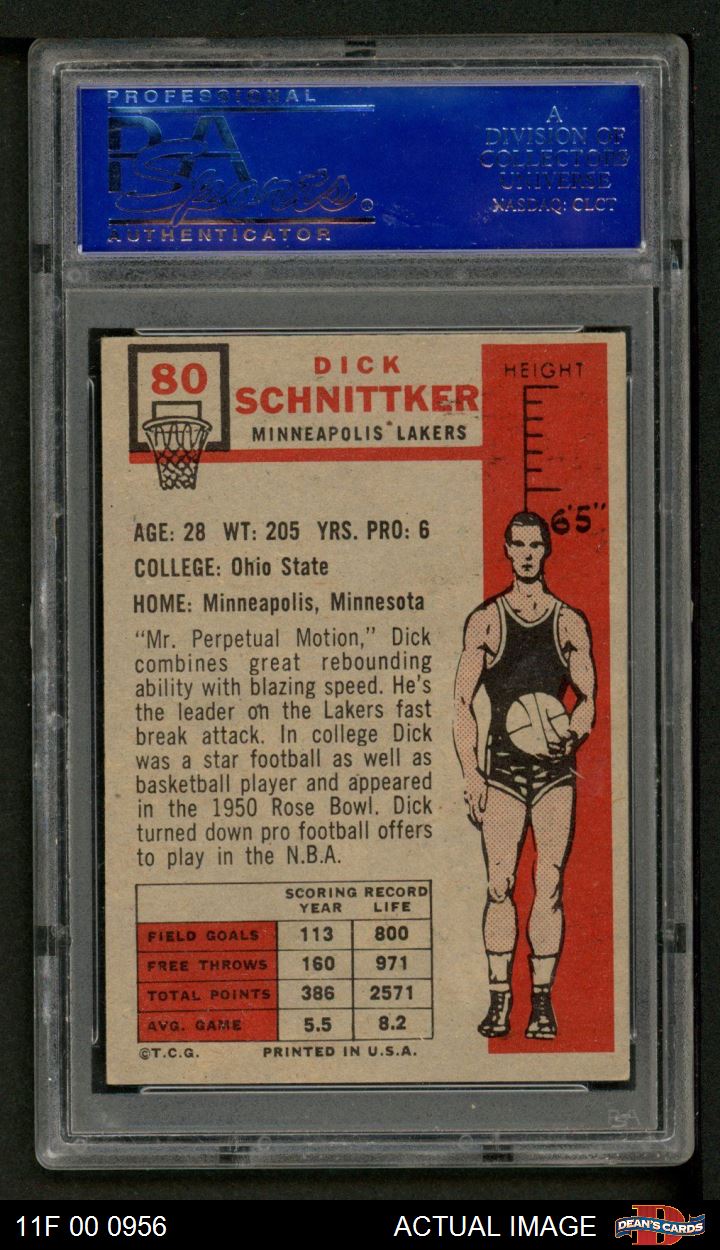 PROFESSIONAL
PSA
Sports ®
AUTHENTICATOR
A
DIVISION OF
COLLECTORS
UNIVERSE
NASDAQ: CLCT
80
DICK
SCHNITTKER
MINNEAPOLIS LAKERS
HEIGHT
6'5"
AGE: 28 WT: 205 YRS. PRO: 6
COLLEGE: Ohio State
HOME: Minneapolis, Minnesota
"Mr. Perpetual Motion," Dick
combines great rebounding
ability with blazing speed. He's
the leader on the Lakers fast
break attack. In college Dick
was a star football as well as
basketball player and appeared
in the 1950 Rose Bowl. Dick
turned down pro football offers
to play in the N.B.A.
SCORING RECORD
YEAR LIFE
FIELD GOALS 113 800
FREE THROWS 160 971
TOTAL POINTS 386 2571
AVG. GAME 5.5 8.2
©T.C.G. PRINTED IN U.S.A.
PSA
11F 00 0956 ACTUAL IMAGE DEAN'S CARDS